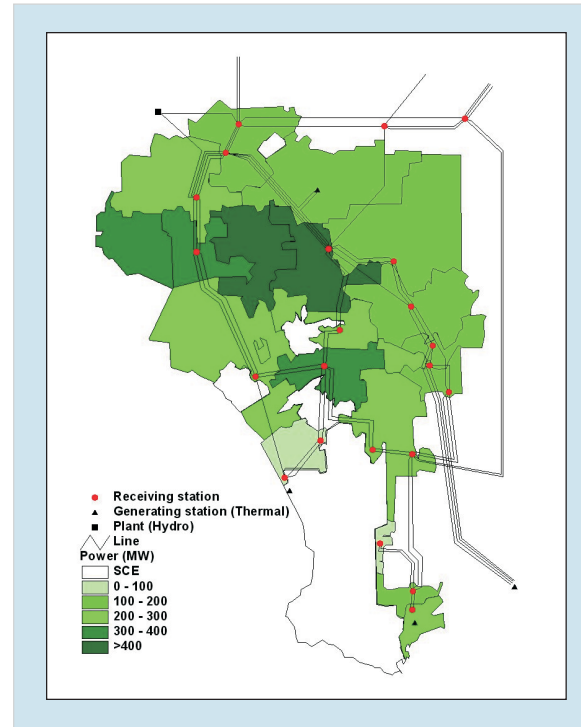 Receiving station
Generating station (Thermal)
Plant (Hydro)
Line
Power (MW)
SCE
0 - 100
100 - 200
200 - 300
300 - 400
>400